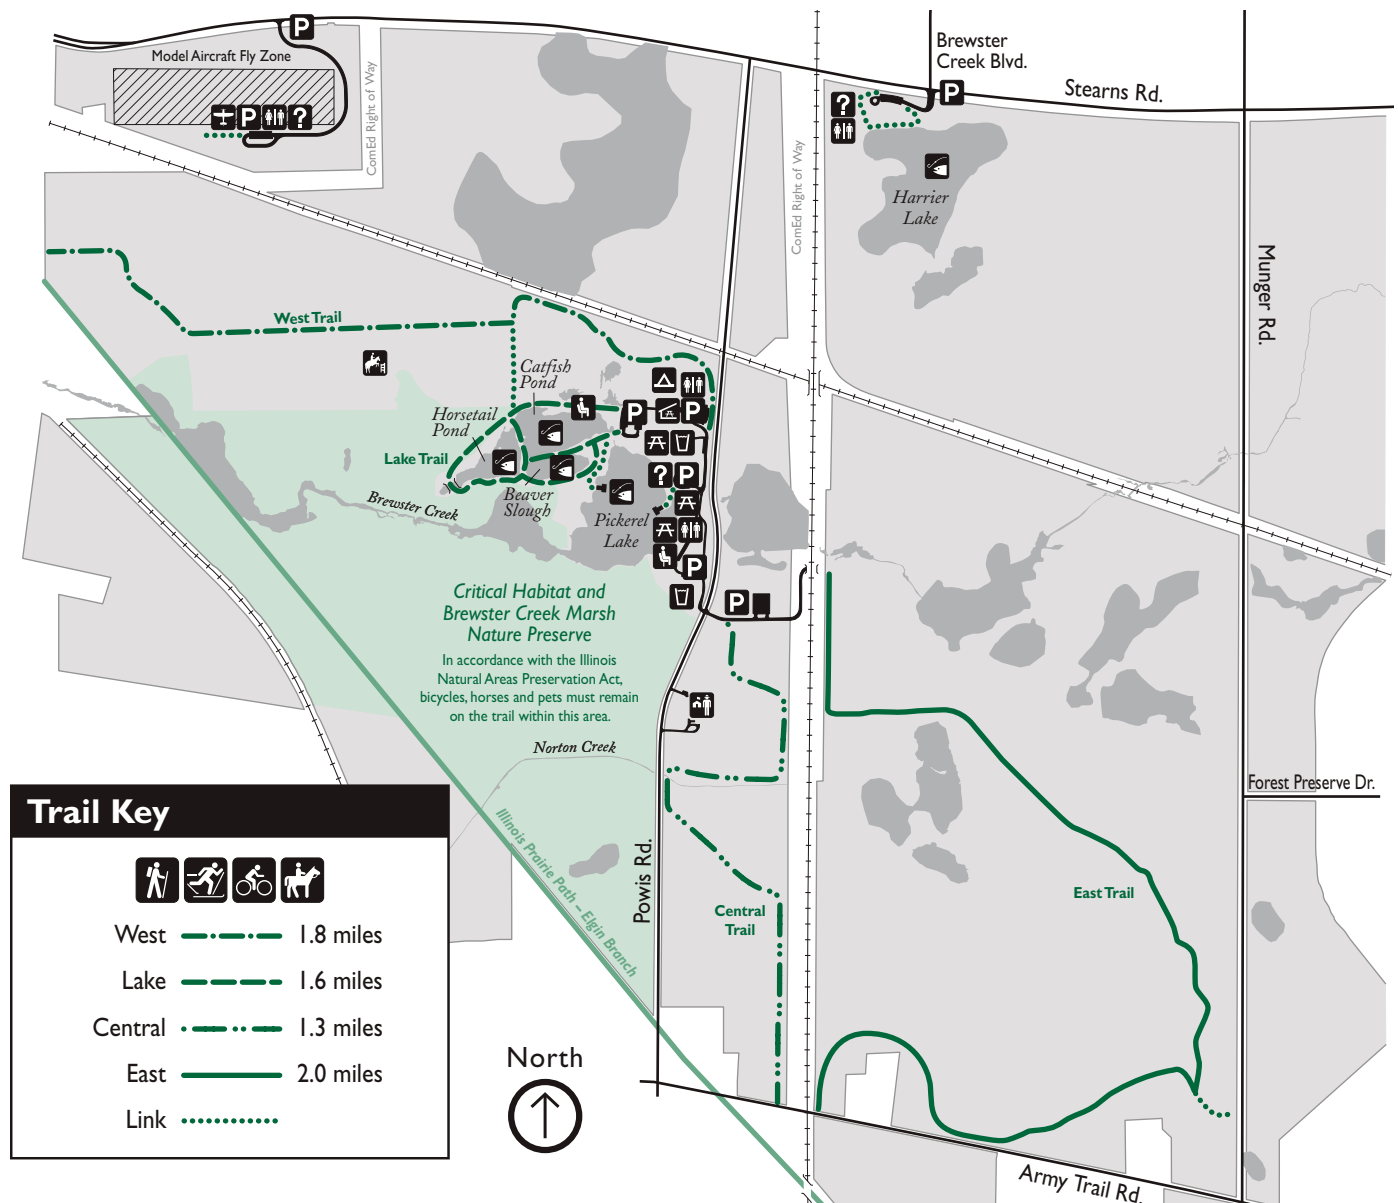 Brewster
Creek Blvd.
Stearns Rd.
P
Model Aircraft Fly Zone
P
?
ComEd Right of Way
P
?
ComEd Right of Way
Harrier
Lake
Munger Rd.
West Trail
Catfish
Pond
Horsetail
Pond
P
P
Lake Trail
?
P
Beaver
Slough
Brewster Creek
Pickerel
Lake
P
P
Critical Habitat and
Brewster Creek Marsh
Nature Preserve
In accordance with the Illinois
Natural Areas Preservation Act,
bicycles, horses and pets must remain
on the trail within this area.
Norton Creek
Forest Preserve Dr.
Illinois Prairie Path – Elgin Branch
Powis Rd.
Central
Trail
East Trail
Trail Key
West 1.8 miles
Lake 1.6 miles
Central 1.3 miles
East 2.0 miles
Link
North
Army Trail Rd.